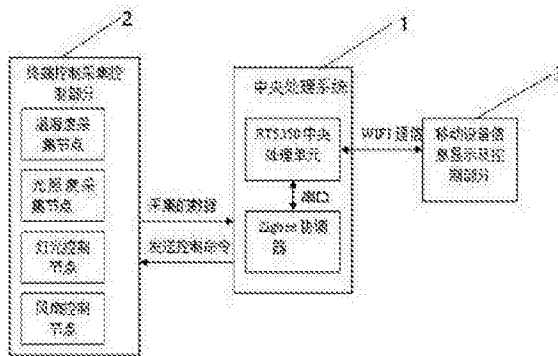 2
1
终端控制采集控
制部分
温湿度采
集节点
光照度采
集节点
灯光控制
节点
风扇控制
节点
采集的数据
发送控制命令
中央处理系统
RT5350中央
处理单元
串口
Zigbee协调
器
WIFI通信
移动设备信
息显示及控
制部分